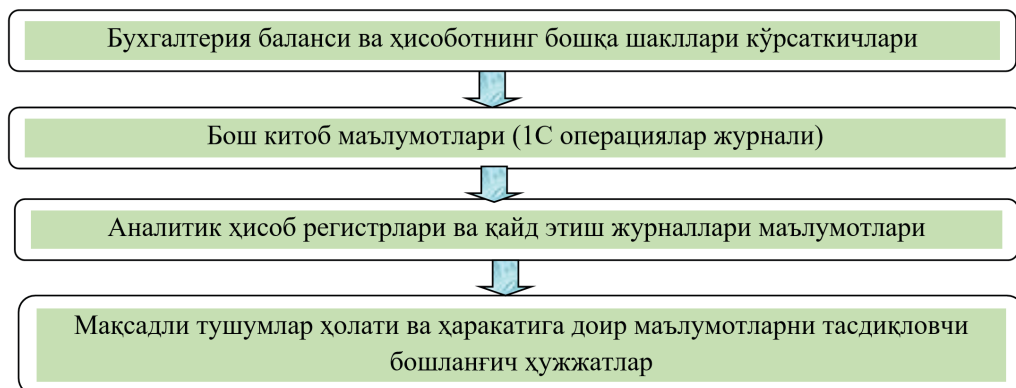 Бухгалтерия баланси ва ҳисоботнинг бошқа шакллари кўрсаткичлари
Бош китоб маълумотлари (1С операциялар журнали)
Аналитик ҳисоб регистрлари ва қайд этиш журналлари маълумотлари
Мақсадли тушумлар ҳолати ва ҳаракатига доир маълумотларни тасдиқловчи
бошланғич ҳужжатлар